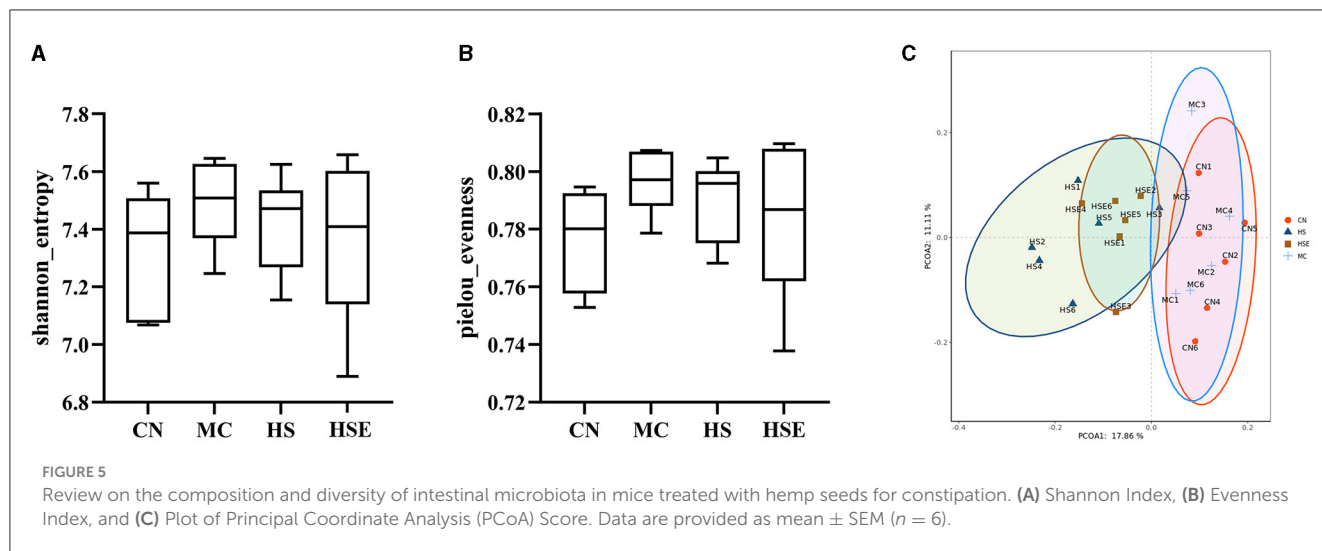 A
shannon_entropy
7.8
7.6
7.4
7.2
7.0
6.8
CN MC HS HSE
B
pielou_evenness
0.82
0.80
0.78
0.76
0.74
0.72
CN MC HS HSE
C
PCOA2: 11.11 %
0.2
0.0
-0.2
-0.4 -0.2 0.0 0.2
PCOA1: 17.86 %
MC3
CN1
HS1
HSE2
MC5
HSE4
HSE6
HS3
MC4
HS5
HSE5
CN5
CN3
HSE1
HS2
CN2
HS4
MC2
MC6
MC1
CN4
HS6
HSE3
CN6
CN
HS
HSE
MC
FIGURE 5
Review on the composition and diversity of intestinal microbiota in mice treated with hemp seeds for constipation. (A) Shannon Index, (B) Evenness
Index, and (C) Plot of Principal Coordinate Analysis (PCoA) Score. Data are provided as mean ± SEM (n = 6).